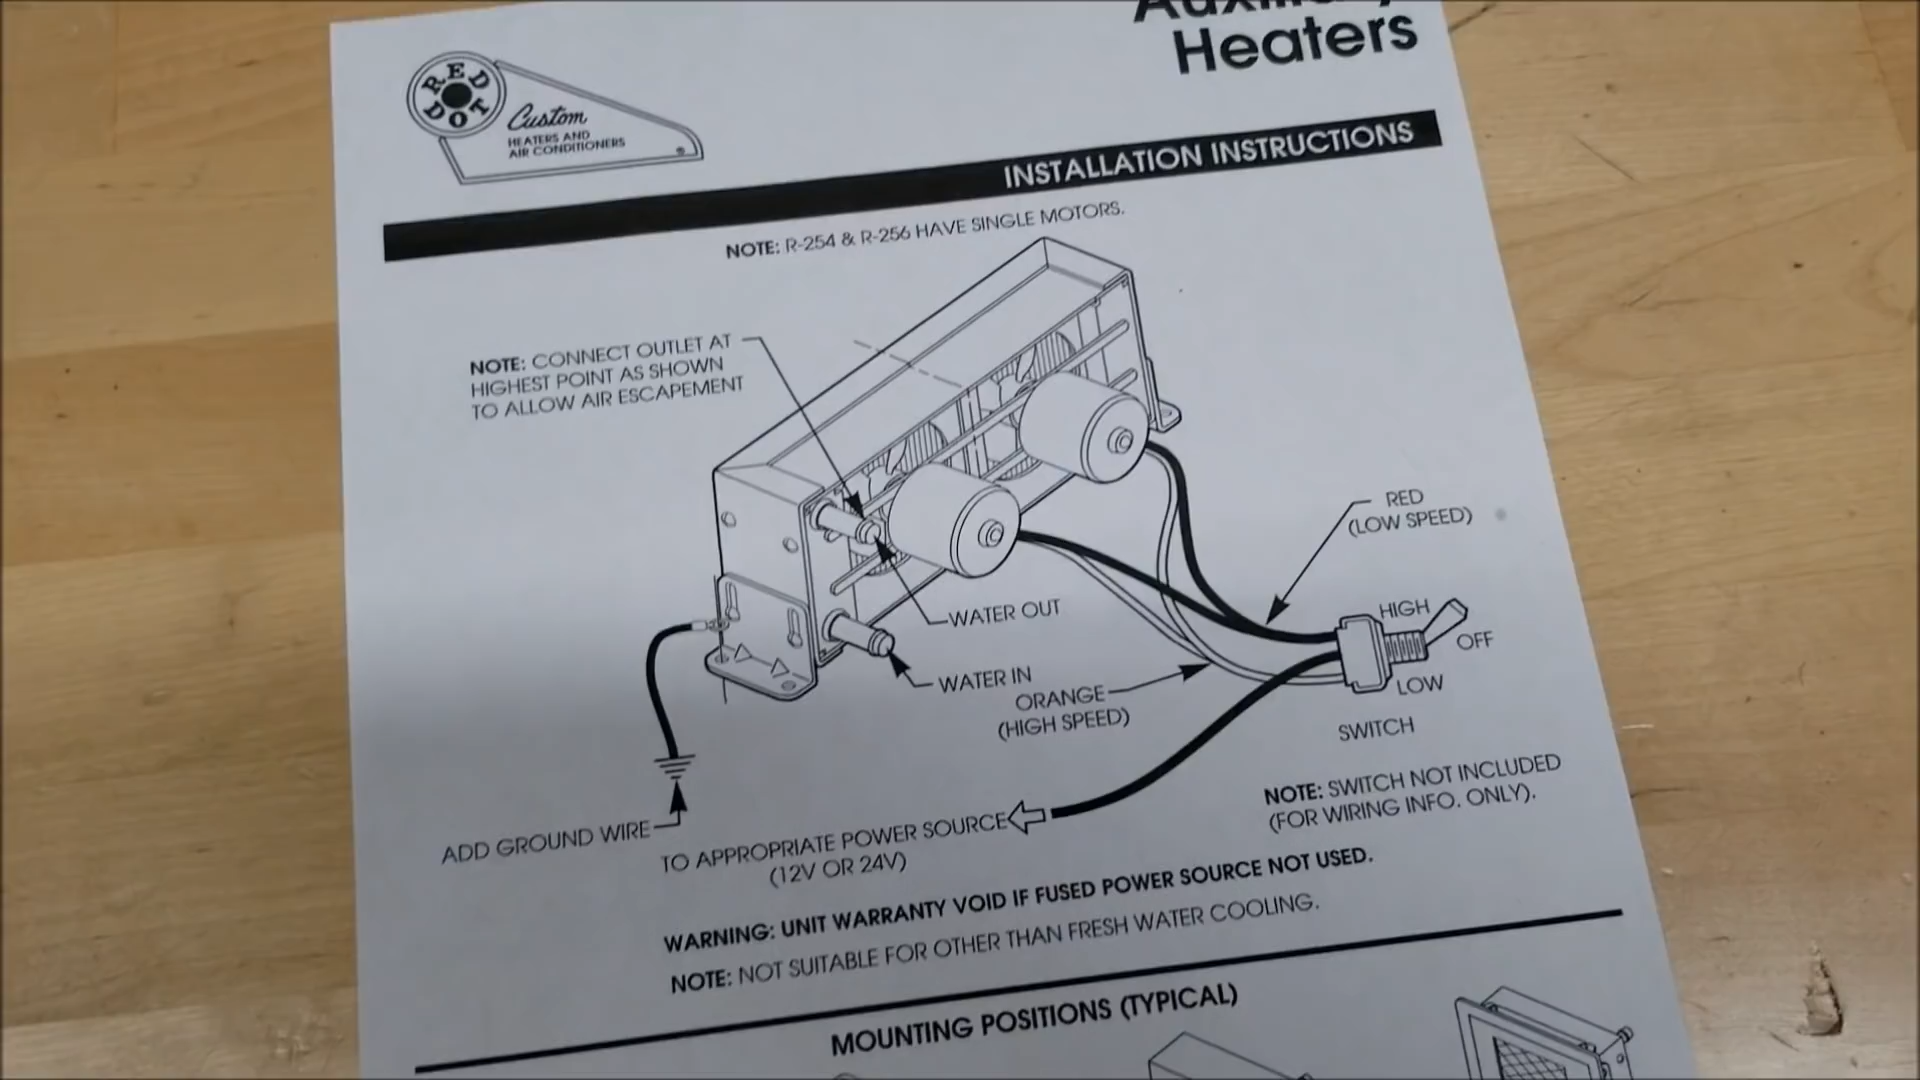 Auxiliary
Heaters
RED
DOT
Custom
HEATERS AND
AIR CONDITIONERS
®
INSTALLATION INSTRUCTIONS
NOTE: R-254 & R-256 HAVE SINGLE MOTORS.
NOTE: CONNECT OUTLET AT
HIGHEST POINT AS SHOWN
TO ALLOW AIR ESCAPEMENT
RED
(LOW SPEED)
WATER OUT
HIGH
OFF
LOW
WATER IN
ORANGE
(HIGH SPEED)
SWITCH
NOTE: SWITCH NOT INCLUDED
(FOR WIRING INFO. ONLY).
ADD GROUND WIRE
TO APPROPRIATE POWER SOURCE
(12V OR 24V)
WARNING: UNIT WARRANTY VOID IF FUSED POWER SOURCE NOT USED.
NOTE: NOT SUITABLE FOR OTHER THAN FRESH WATER COOLING.
MOUNTING POSITIONS (TYPICAL)